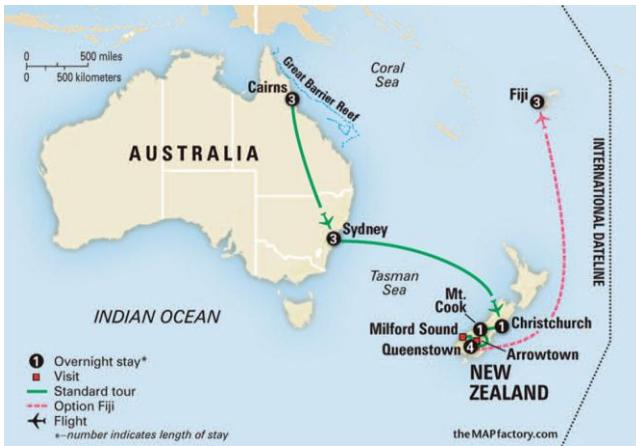 0 500 miles
0 500 kilometers
Coral
Sea
Great Barrier Reef
Cairns
3
Fiji
3
AUSTRALIA
INTERNATIONAL DATELINE
Sydney
3
Tasman
Sea
INDIAN OCEAN
Mt.
Cook
1
1
Christchurch
Milford Sound
Queenstown
4
Arrowtown
NEW
ZEALAND
1 Overnight stay*
Visit
Standard tour
Option Fiji
Flight
*–number indicates length of stay
theMAPfactory.com